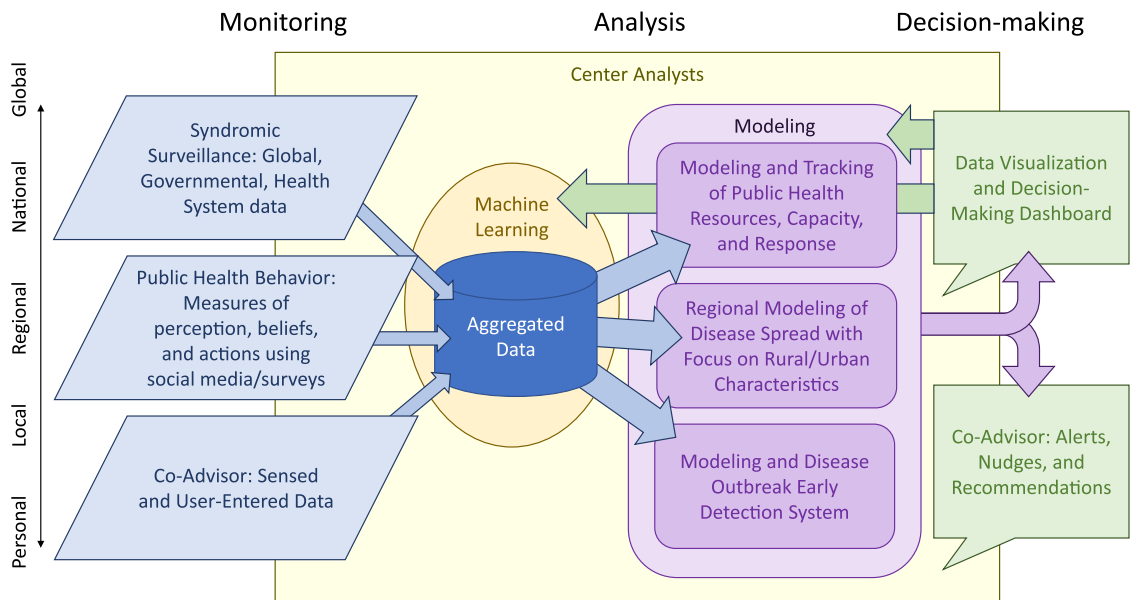 Monitoring
Analysis
Decision-making
Global
National
Regional
Local
Personal
Center Analysts
Syndromic
Surveillance: Global,
Governmental, Health
System data
Public Health Behavior:
Measures of
perception, beliefs,
and actions using
social media/surveys
Co-Advisor: Sensed
and User-Entered Data
Machine
Learning
Aggregated
Data
Modeling
Modeling and Tracking
of Public Health
Resources, Capacity,
and Response
Regional Modeling of
Disease Spread with
Focus on Rural/Urban
Characteristics
Modeling and Disease
Outbreak Early
Detection System
Data Visualization
and Decision-
Making Dashboard
Co-Advisor: Alerts,
Nudges, and
Recommendations